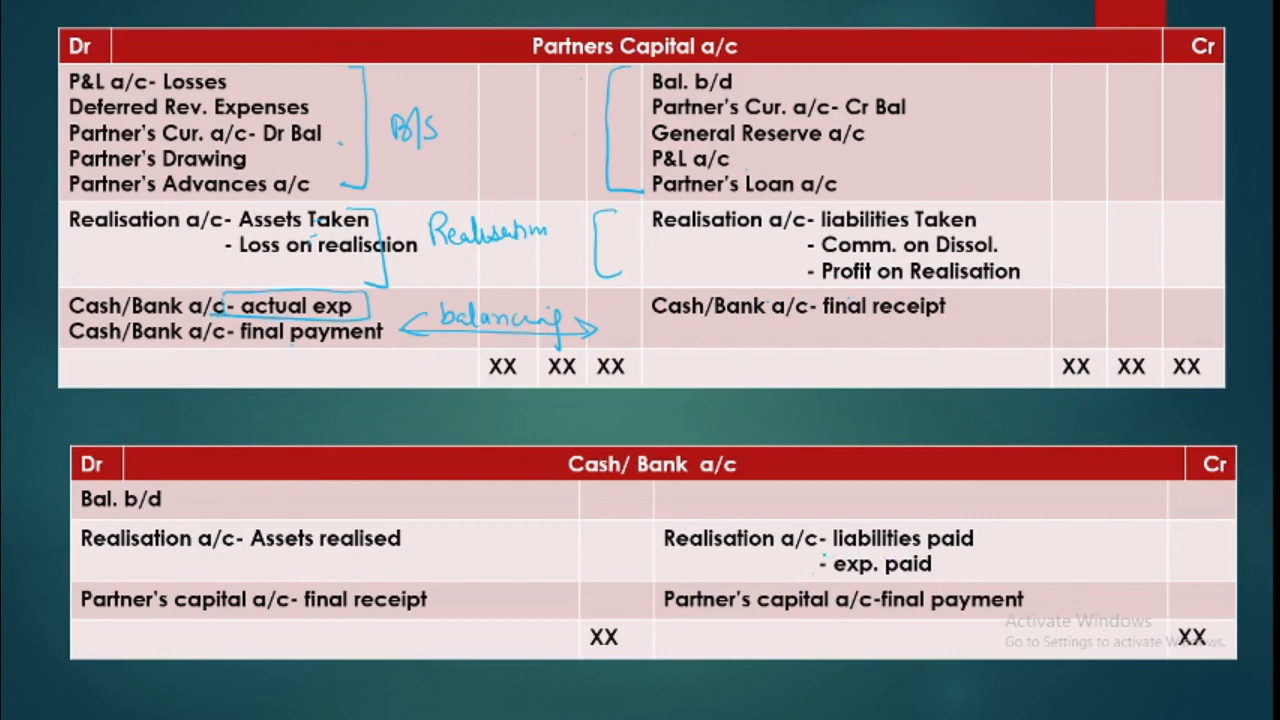 Dr Partners Capital a/c Cr
P&L a/c- Losses
Deferred Rev. Expenses
Partner's Cur. a/c- Dr Bal
Partner's Drawing
Partner's Advances a/c
B/S
Bal. b/d
Partner's Cur. a/c- Cr Bal
General Reserve a/c
P&L a/c
Partner's Loan a/c
Realisation a/c- Assets Taken
- Loss on realisaion
Realisation
Realisation a/c- liabilities Taken
- Comm. on Dissol.
- Profit on Realisation
Cash/Bank a/c- actual exp
Cash/Bank a/c- final payment
balancing
Cash/Bank a/c- final receipt
XX XX XX XX XX XX
Dr Cash/ Bank a/c Cr
Bal. b/d
Realisation a/c- Assets realised
Realisation a/c- liabilities paid
- exp. paid
Partner's capital a/c- final receipt
Partner's capital a/c-final payment
XX XX
Activate Windows
Go to Settings to activate Windows.